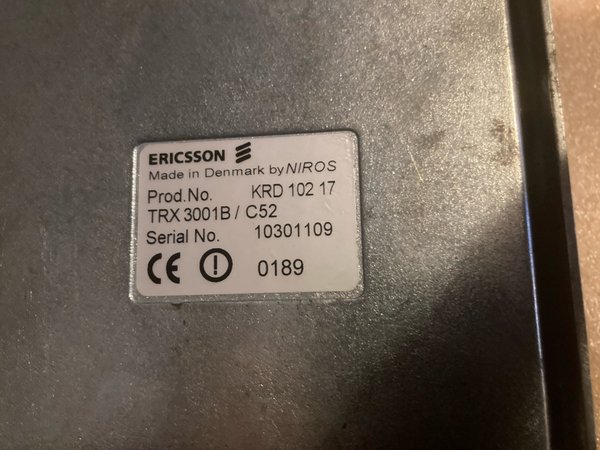 ERICSSON
Made in Denmark by NIROS
Prod.No. KRD 102 17
TRX 3001B / C52
Serial No. 10301109
CE ! 0189